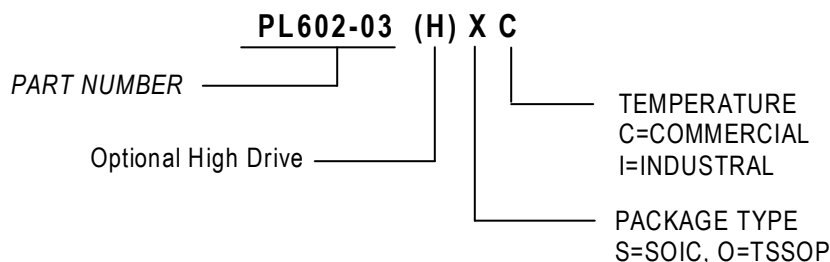 PL602-03 (H) X C
PART NUMBER
TEMPERATURE
C=COMMERCIAL
Optional High Drive
I=INDUSTRAL
PACKAGE TYPE
S=SOIC, O=TSSOP